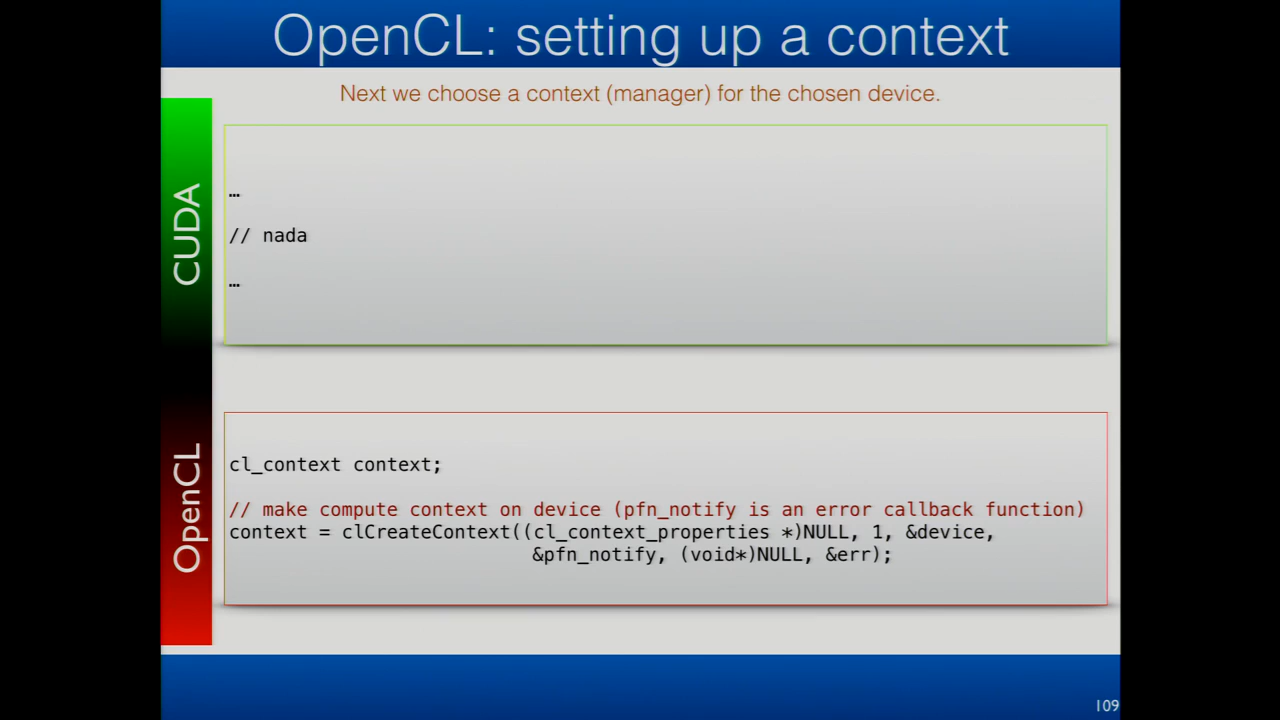 OpenCL: setting up a context
Next we choose a context (manager) for the chosen device.
CUDA
…
// nada
…
OpenCL
cl_context context;
// make compute context on device (pfn_notify is an error callback function)
context = clCreateContext((cl_context_properties *)NULL, 1, &device,
&pfn_notify, (void*)NULL, &err);
109